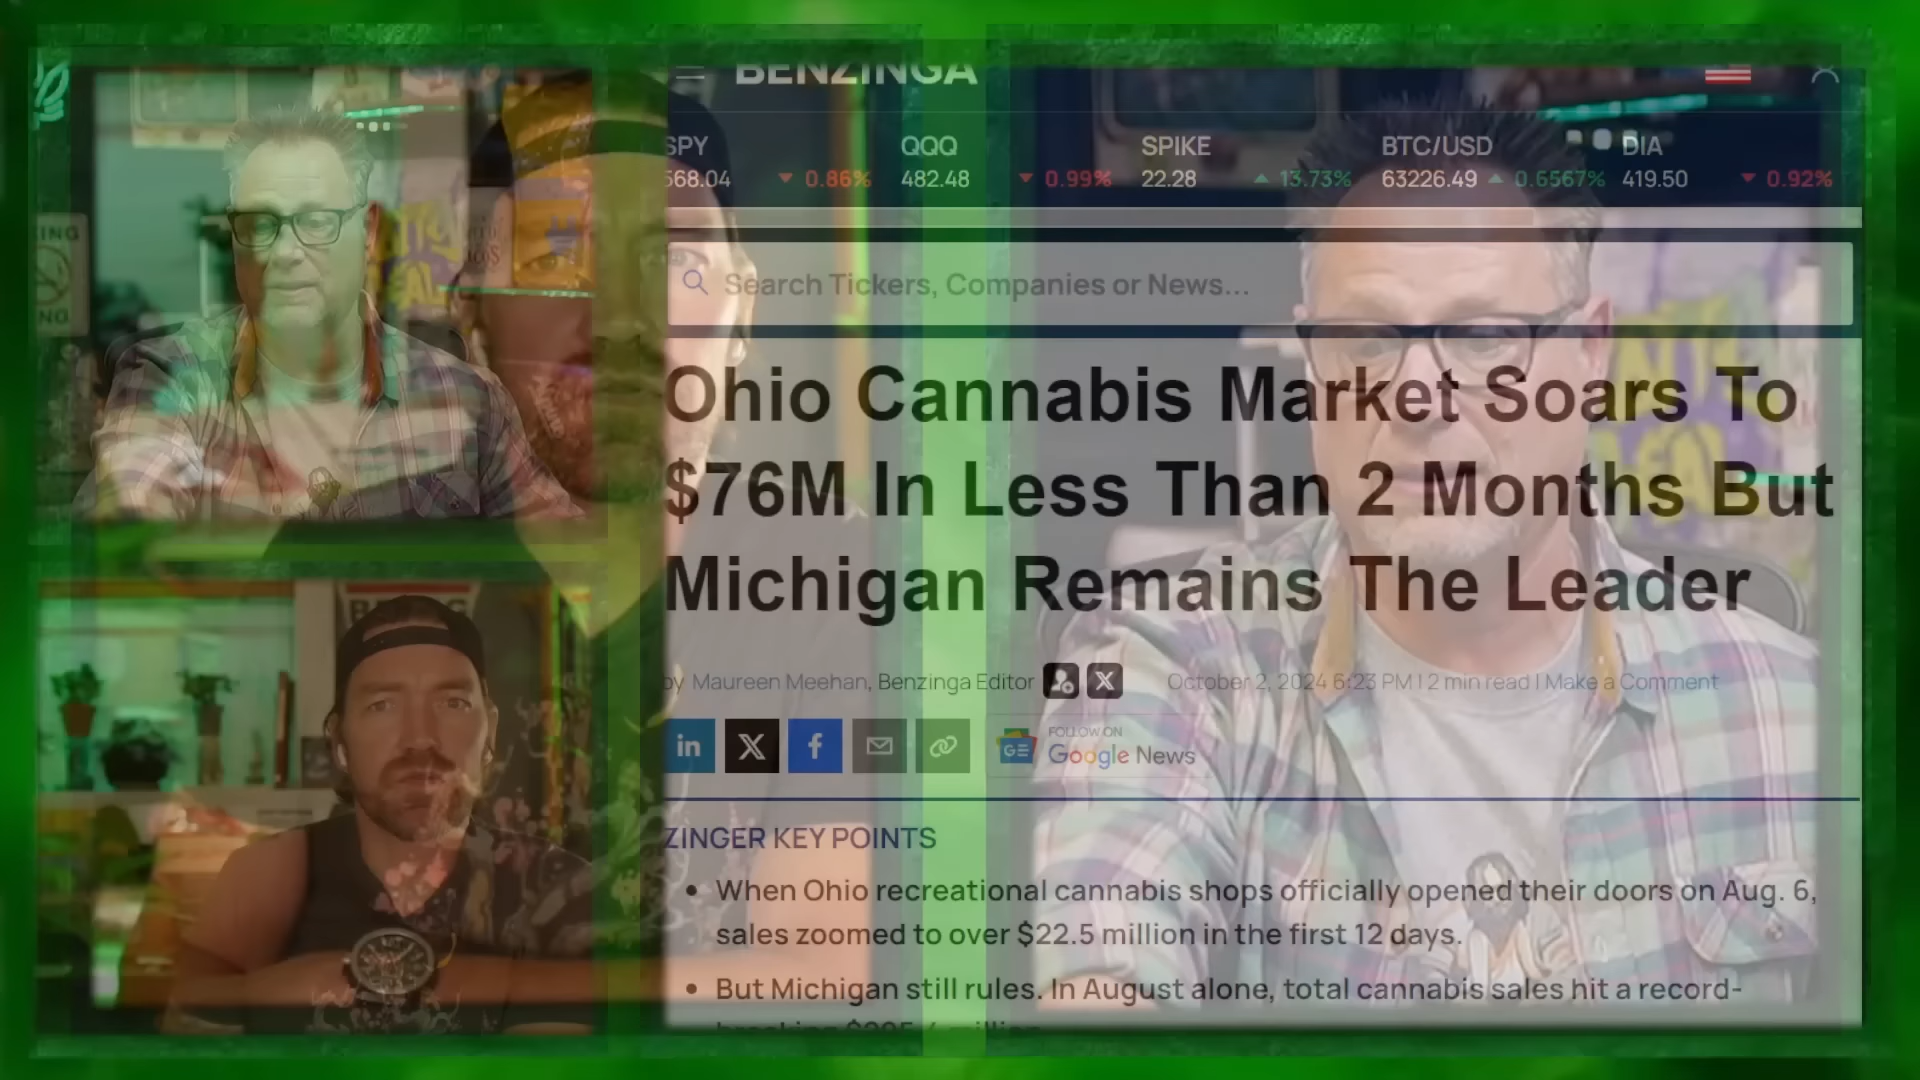 BENZINGA
SPY QQQ SPIKE BTC/USD DIA
568.04 0.86% 482.48 0.99% 22.28 13.73% 63226.49 0.6567% 419.50 0.92%
Search Tickers, Companies or News...
Ohio Cannabis Market Soars To
$76M In Less Than 2 Months But
Michigan Remains The Leader
by Maureen Meehan, Benzinga Editor October 2, 2024 6:23 PM | 2 min read | Make a Comment
FOLLOW ON
Google News
ZINGER KEY POINTS
When Ohio recreational cannabis shops officially opened their doors on Aug. 6,
sales zoomed to over $22.5 million in the first 12 days.
But Michigan still rules. In August alone, total cannabis sales hit a record-